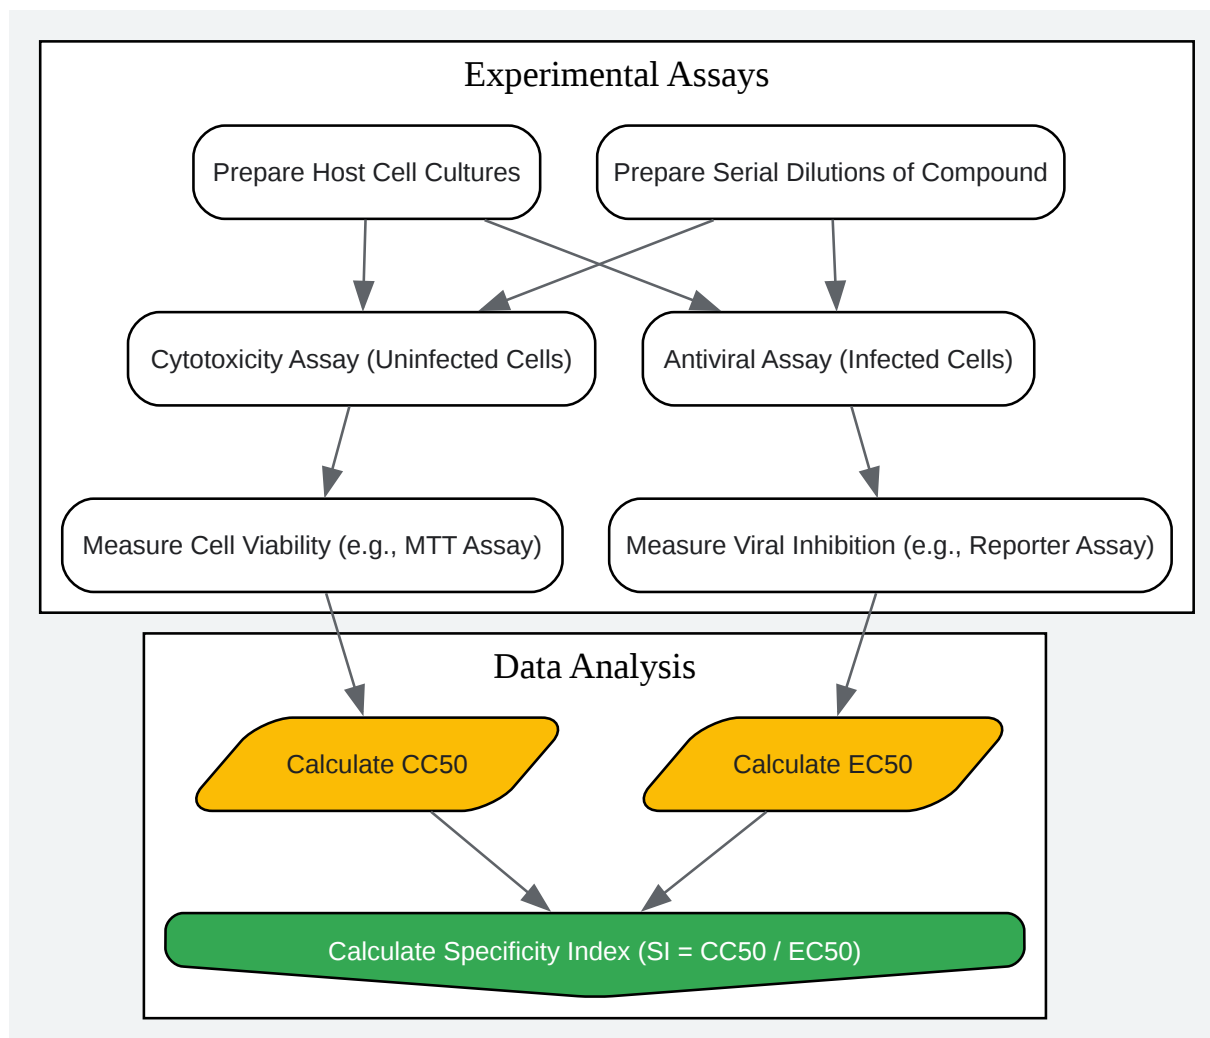 Experimental Assays
Prepare Host Cell Cultures
Prepare Serial Dilutions of Compound
Cytotoxicity Assay (Uninfected Cells)
Antiviral Assay (Infected Cells)
Measure Cell Viability (e.g., MTT Assay)
Measure Viral Inhibition (e.g., Reporter Assay)
Data Analysis
Calculate CC50
Calculate EC50
Calculate Specificity Index (SI = CC50 / EC50)